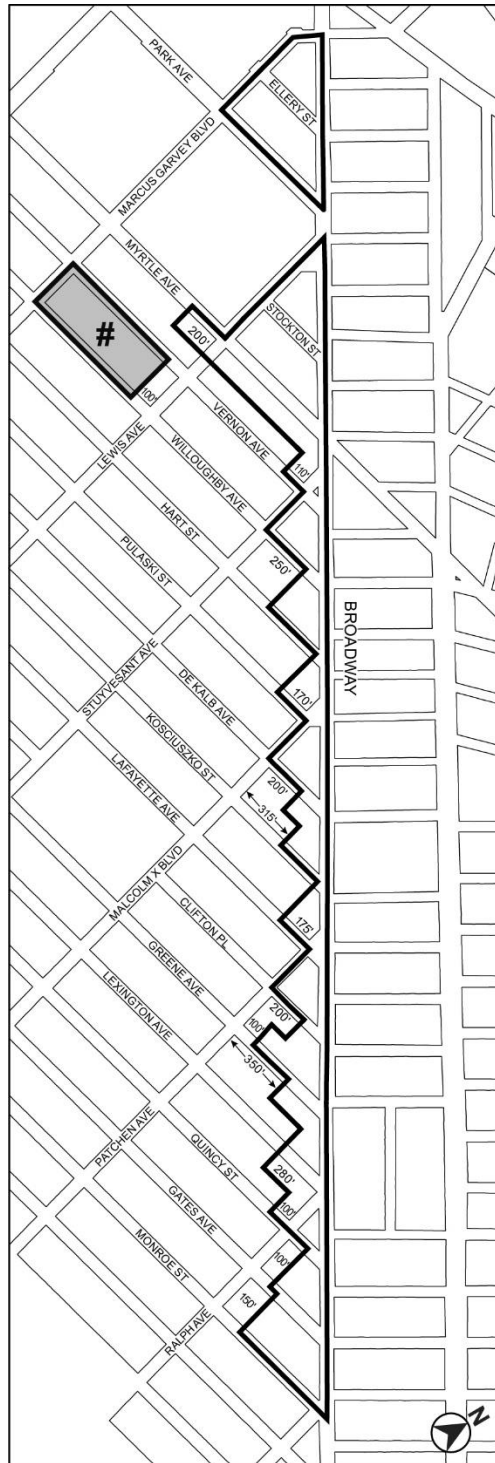 PARK AVE
ELLERY ST
MARCUS GARVEY BLVD
MYRTLE AVE
STOCKTON ST
#
200'
100'
VERNON AVE
LEWIS AVE
WILLOUGHBY AVE
110'
HART ST
250'
PULASKI ST
BROADWAY
STUYVESANT AVE
DE KALB AVE
170'
KOSCIUSZKO ST
200'
315'
LAFAYETTE AVE
MALCOLM X BLVD
CLIFTON PL
175'
GREENE AVE
LEXINGTON AVE
200'
100'
350'
PATCHEN AVE
QUINCY ST
280'
100'
GATES AVE
MONROE ST
100'
150'
RALPH AVE
N